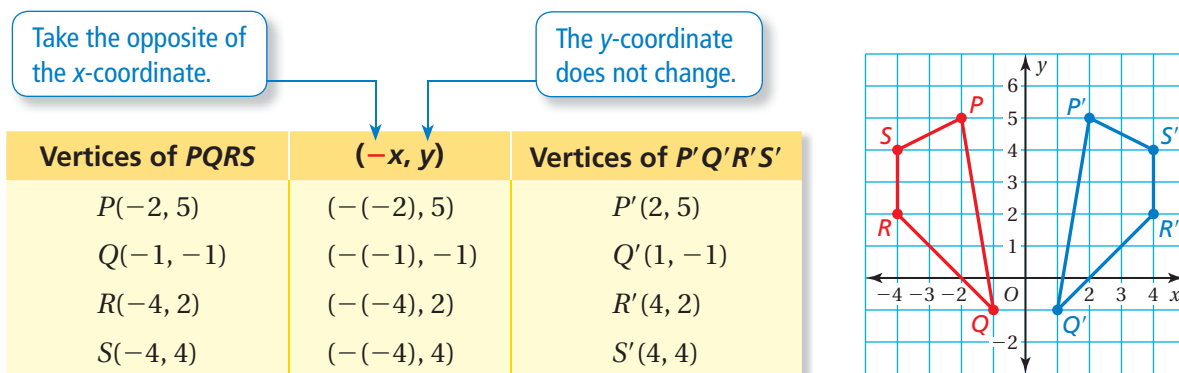 Take the opposite of
the x-coordinate.
The y-coordinate
does not change.
Vertices of PQRS (−x, y) Vertices of P′Q′R′S′
P(−2, 5) (−(−2), 5) P′(2, 5)
Q(−1, −1) (−(−1), −1) Q′(1, −1)
R(−4, 2) (−(−4), 2) R′(4, 2)
S(−4, 4) (−(−4), 4) S′(4, 4)
y
6
P P′
5
S S′
4
3
R 2 R′
1
−4 −3 −2 O 2 3 4 x
Q Q′
−2